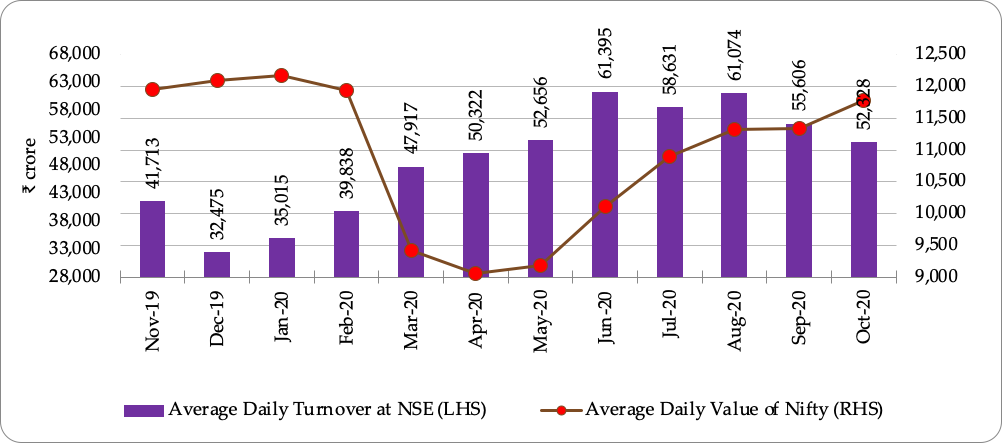 68,000
63,000
58,000
53,000
48,000
43,000
38,000
33,000
28,000
₹ crore
41,713
32,475
35,015
39,838
47,917
50,322
52,656
61,395
58,631
61,074
55,606
52,328
12,500
12,000
11,500
11,000
10,500
10,000
9,500
9,000
Nov-19
Dec-19
Jan-20
Feb-20
Mar-20
Apr-20
May-20
Jun-20
Jul-20
Aug-20
Sep-20
Oct-20
Average Daily Turnover at NSE (LHS)
Average Daily Value of Nifty (RHS)